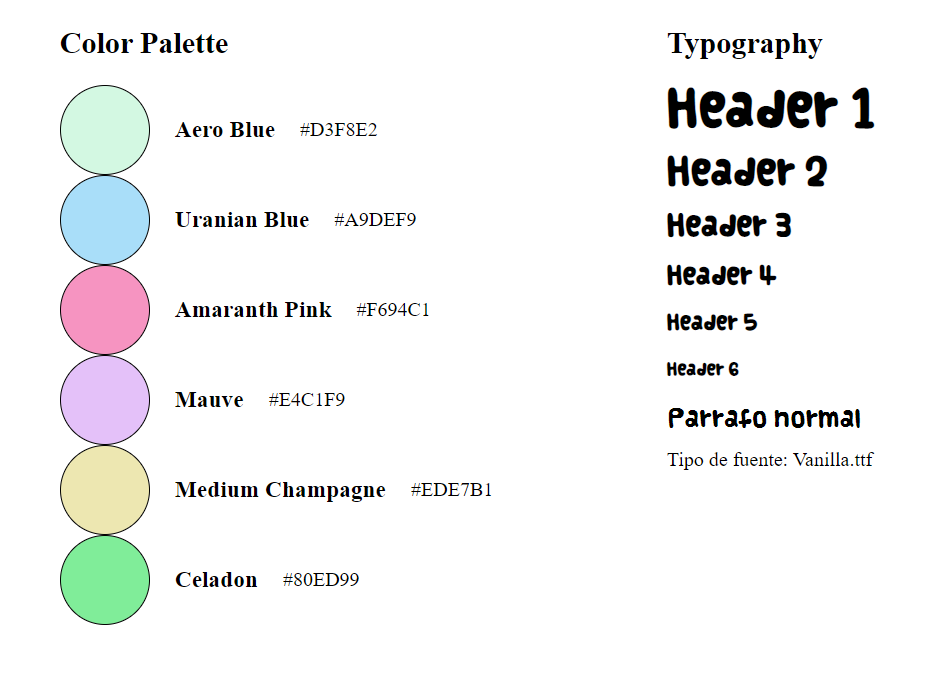 Color Palette
Aero Blue #D3F8E2
Uranian Blue #A9DEF9
Amaranth Pink #F694C1
Mauve #E4C1F9
Medium Champagne #EDE7B1
Celadon #80ED99
Typography
Header 1
Header 2
Header 3
Header 4
Header 5
Header 6
Parrafo normal
Tipo de fuente: Vanilla.ttf